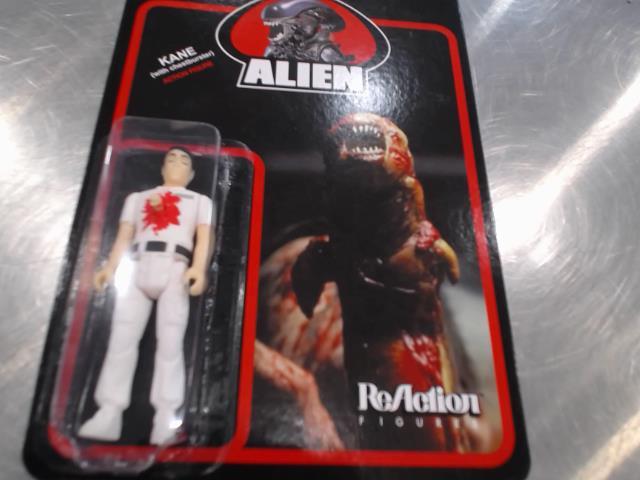 KANE
(with chestburster)
ACTION FIGURE
ALIEN
ReAction
FIGURES